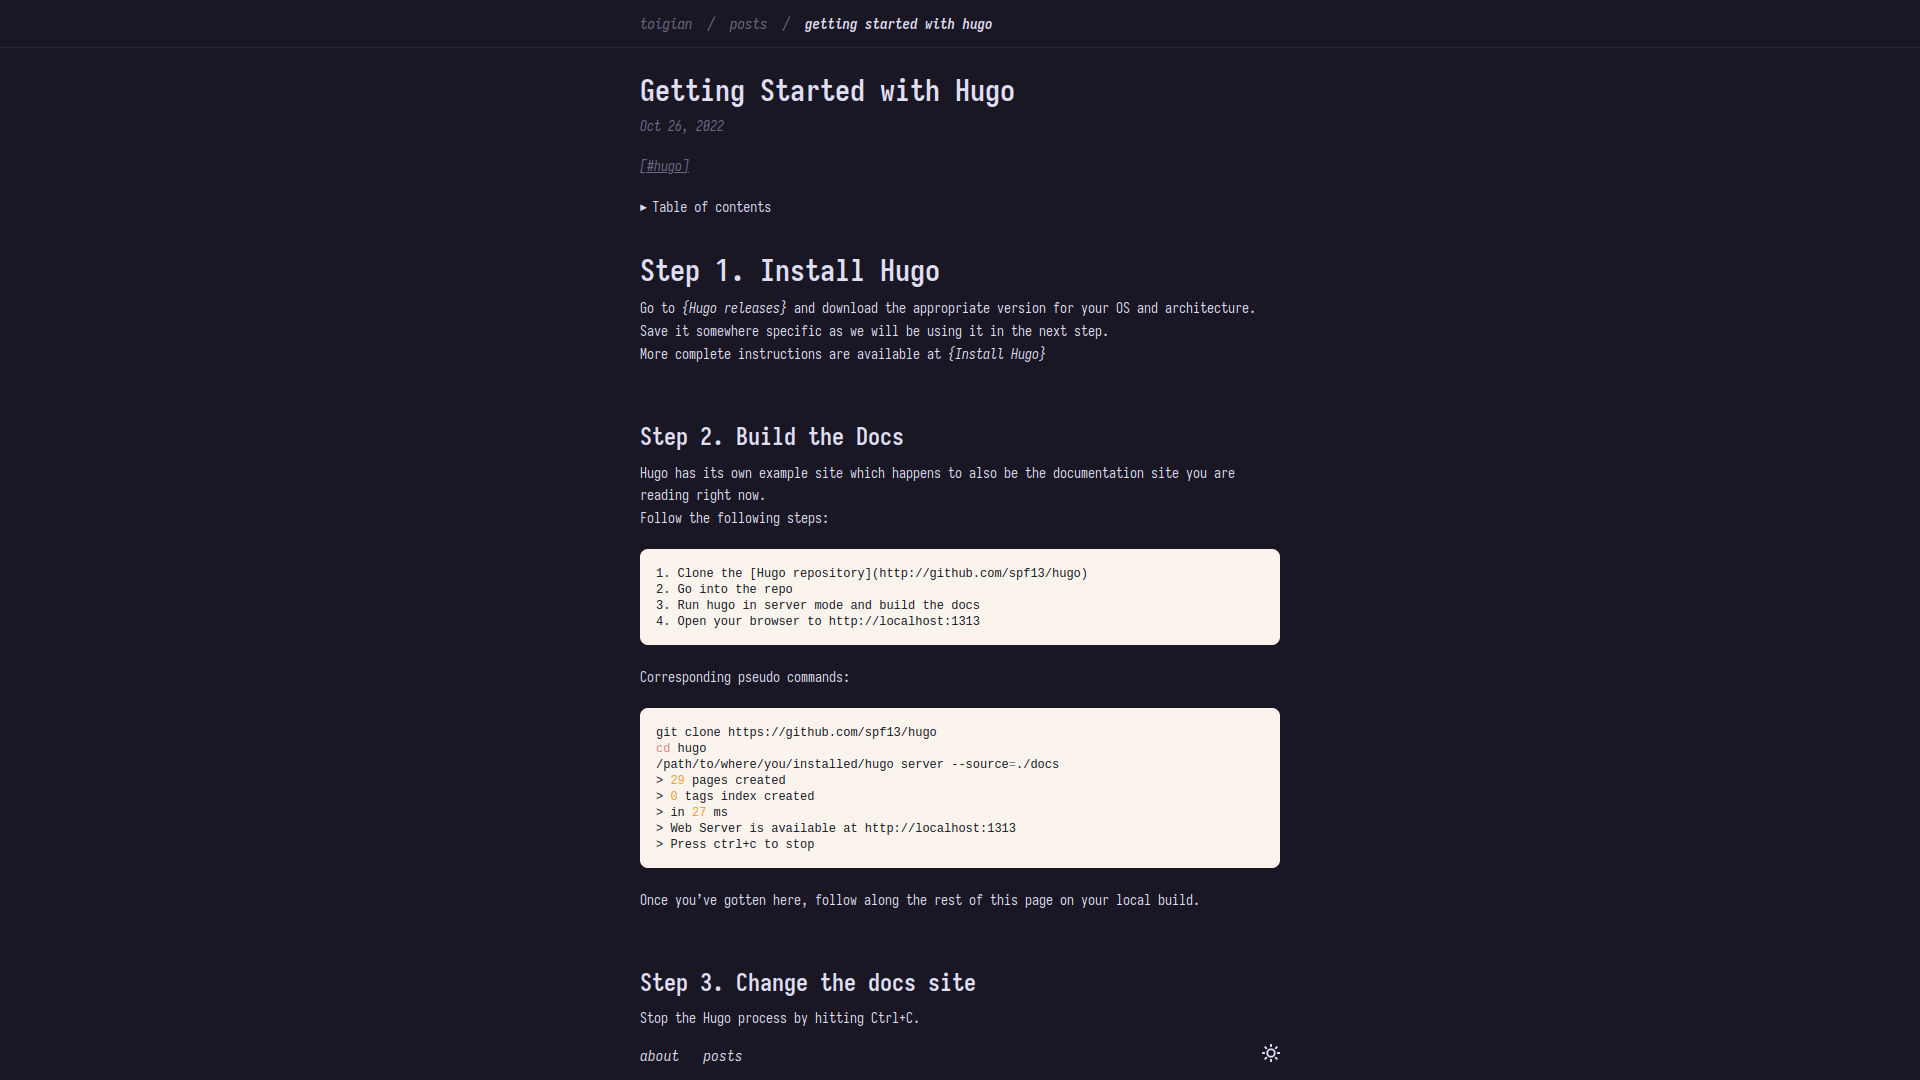 toigian / posts / getting started with hugo
Getting Started with Hugo
Oct 26, 2022
[#hugo]
▶ Table of contents
Step 1. Install Hugo
Go to {Hugo releases} and download the appropriate version for your OS and architecture.
Save it somewhere specific as we will be using it in the next step.
More complete instructions are available at {Install Hugo}
Step 2. Build the Docs
Hugo has its own example site which happens to also be the documentation site you are
reading right now.
Follow the following steps:
1. Clone the [Hugo repository](http://github.com/spf13/hugo)
2. Go into the repo
3. Run hugo in server mode and build the docs
4. Open your browser to http://localhost:1313
Corresponding pseudo commands:
git clone https://github.com/spf13/hugo
cd hugo
/path/to/where/you/installed/hugo server --source=./docs
> 29 pages created
> 0 tags index created
> in 27 ms
> Web Server is available at http://localhost:1313
> Press ctrl+c to stop
Once you’ve gotten here, follow along the rest of this page on your local build.
Step 3. Change the docs site
Stop the Hugo process by hitting Ctrl+C.
about posts